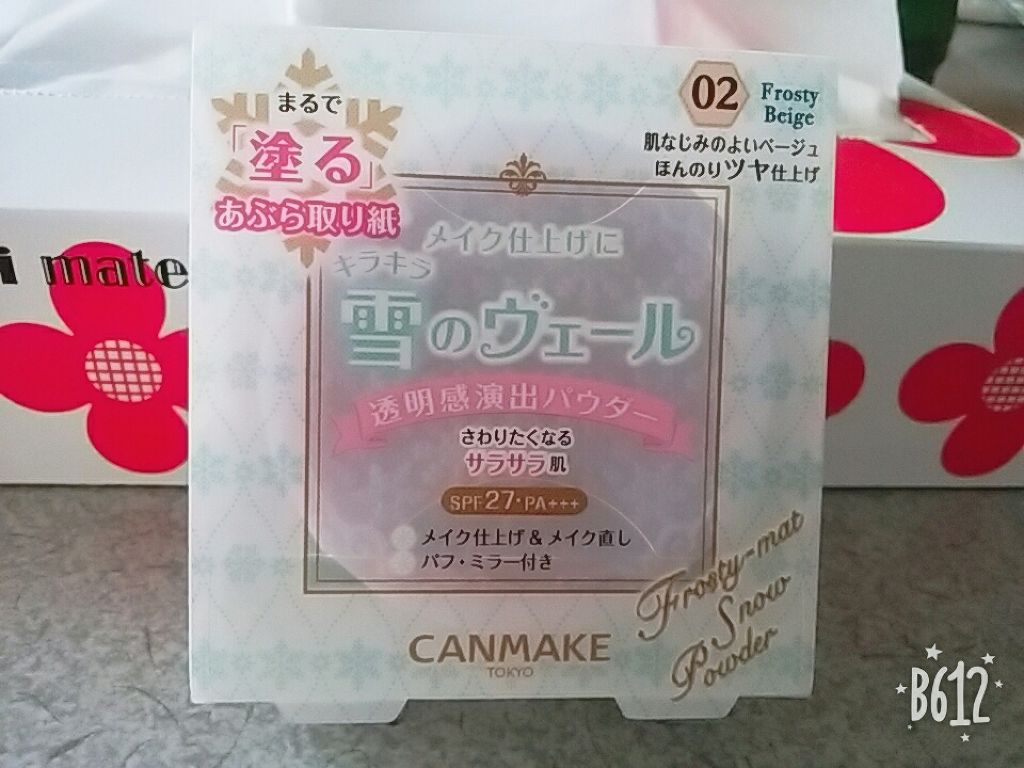 まるで
「塗る」
あぶら取り紙
02 Frosty
Beige
肌なじみのよいベージュ
ほんのりツヤ仕上げ
メイク仕上げに
キラキラ
雪のヴェール
透明感演出パウダー
さわりたくなる
サラサラ肌
SPF27・PA+++
メイク仕上げ&メイク直し
パフ・ミラー付き
Frosty-mat
Snow
Powder
CANMAKE
TOKYO
i mate
B612